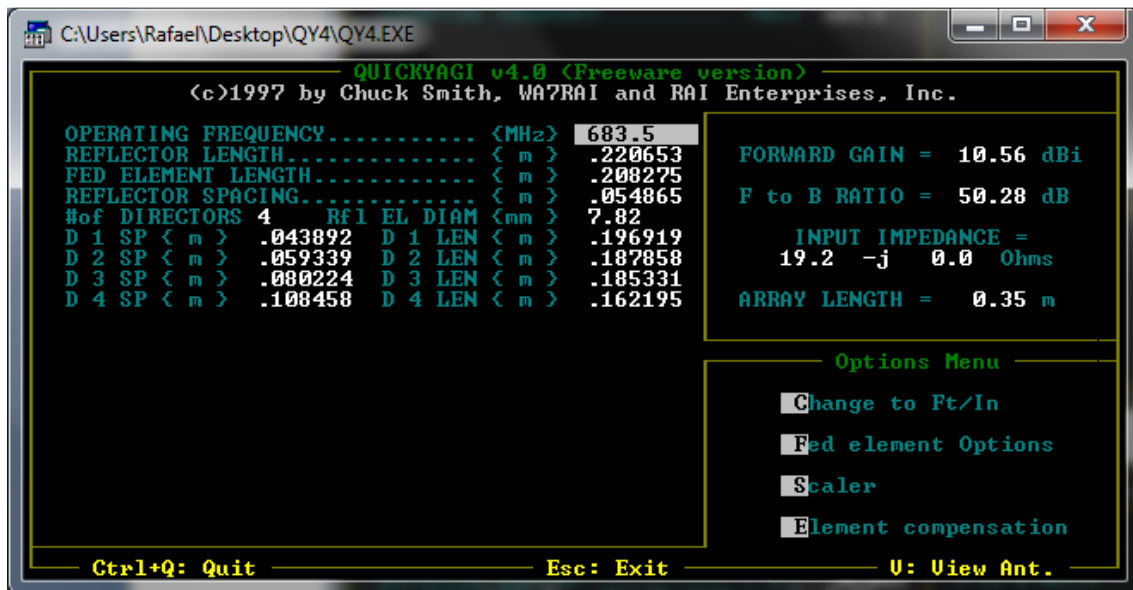 C:\Users\Rafael\Desktop\QY4\QY4.EXE
QUICKYAGI v4.0 (Freeware version)
(c)1997 by Chuck Smith, WA7RAI and RAI Enterprises, Inc.
OPERATING FREQUENCY............ {MHz} 683.5
REFLECTOR LENGTH.............. { m } .220653
FED ELEMENT LENGTH............ { m } .208275
REFLECTOR SPACING............. { m } .054865
#of DIRECTORS 4 Rfl EL DIAM {mm } 7.82
D 1 SP { m } .043892 D 1 LEN { m } .196919
D 2 SP { m } .059339 D 2 LEN { m } .187858
D 3 SP { m } .080224 D 3 LEN { m } .185331
D 4 SP { m } .108458 D 4 LEN { m } .162195
FORWARD GAIN = 10.56 dBi
F to B RATIO = 50.28 dB
INPUT IMPEDANCE =
19.2 -j 0.0 Ohms
ARRAY LENGTH = 0.35 m
Options Menu
Change to Ft/In
Fed element Options
Scaler
Element compensation
Ctrl+Q: Quit Esc: Exit V: View Ant.